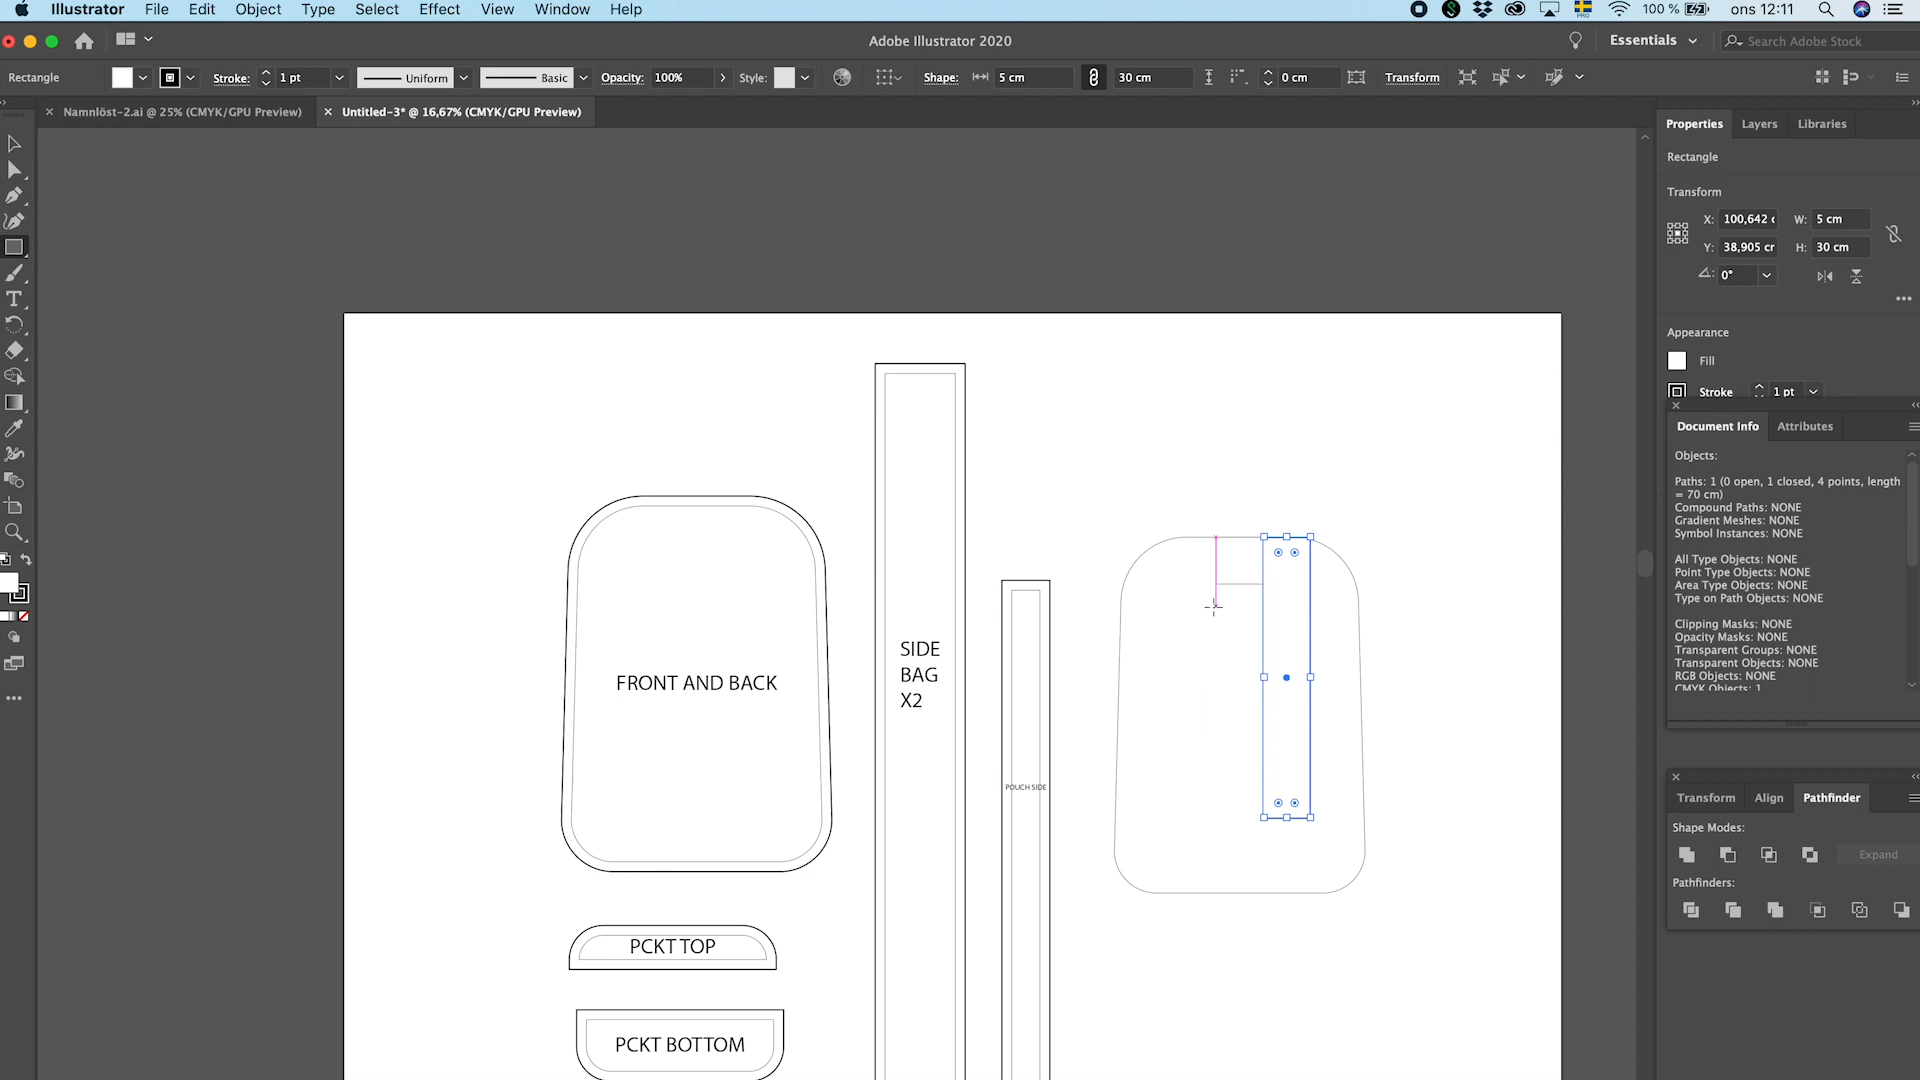 Illustrator File Edit Object Type Select Effect View Window Help 100 % ons 12:11
PRO
Adobe Illustrator 2020
Essentials
Search Adobe Stock
Rectangle Stroke: 1 pt Uniform Basic Opacity: 100% Style: Shape: 5 cm 30 cm 0 cm Transform
Namnlöst-2.ai @ 25% (CMYK/GPU Preview)
Untitled-3* @ 16,67% (CMYK/GPU Preview)
Properties Layers Libraries
Rectangle
Transform
X: 100,642 c W: 5 cm
Y: 38,905 cr H: 30 cm
0°
Appearance
Fill
Stroke 1 pt
Document Info Attributes
Objects:
Paths: 1 (0 open, 1 closed, 4 points, length
= 70 cm)
Compound Paths: NONE
Gradient Meshes: NONE
Symbol Instances: NONE
All Type Objects: NONE
Point Type Objects: NONE
Area Type Objects: NONE
Type on Path Objects: NONE
Clipping Masks: NONE
Opacity Masks: NONE
Transparent Groups: NONE
Transparent Objects: NONE
RGB Objects: NONE
CMYK Objects: 1
Transform Align Pathfinder
Shape Modes:
Expand
Pathfinders:
FRONT AND BACK
SIDE
BAG
X2
POUCH SIDE
PCKT TOP
PCKT BOTTOM